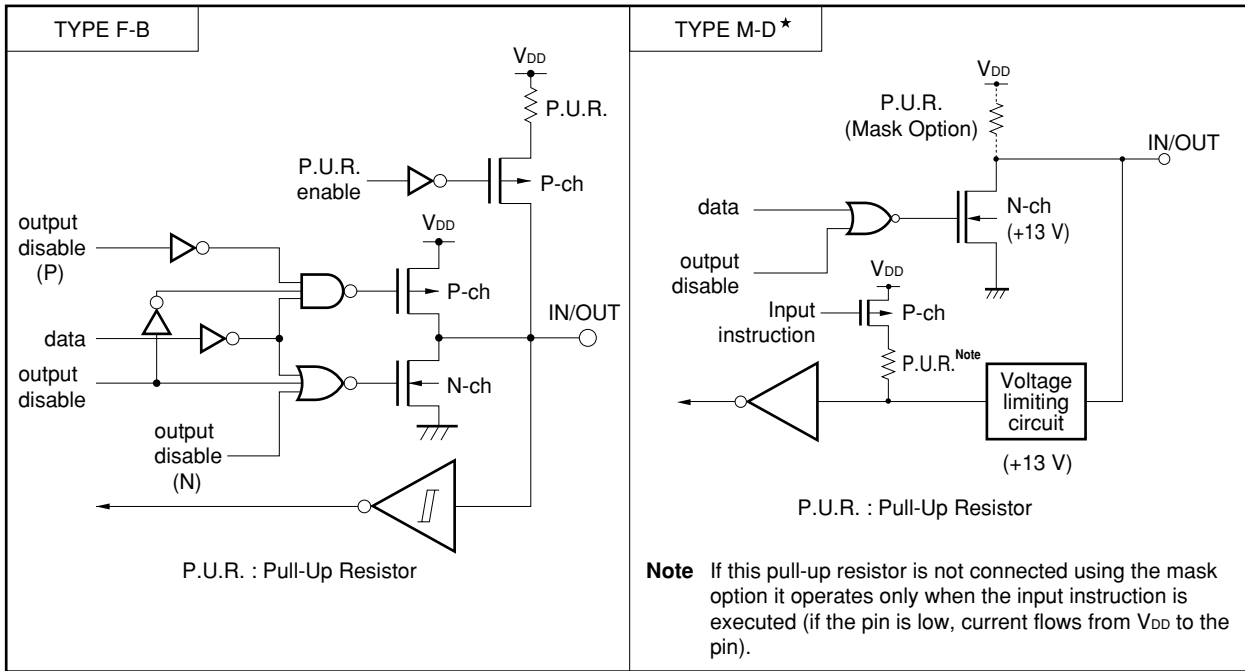 TYPE F-B
VDD
P.U.R.
P.U.R.
enable
P-ch
output
disable
(P)
VDD
P-ch
IN/OUT
data
output
disable
N-ch
output
disable
(N)
P.U.R. : Pull-Up Resistor
TYPE M-D★
VDD
P.U.R.
(Mask Option)
IN/OUT
data
N-ch
(+13 V)
output
disable
VDD
Input
instruction
P-ch
P.U.R.Note
Voltage
limiting
circuit
(+13 V)
P.U.R. : Pull-Up Resistor
Note If this pull-up resistor is not connected using the mask
option it operates only when the input instruction is
executed (if the pin is low, current flows from VDD to the
pin).